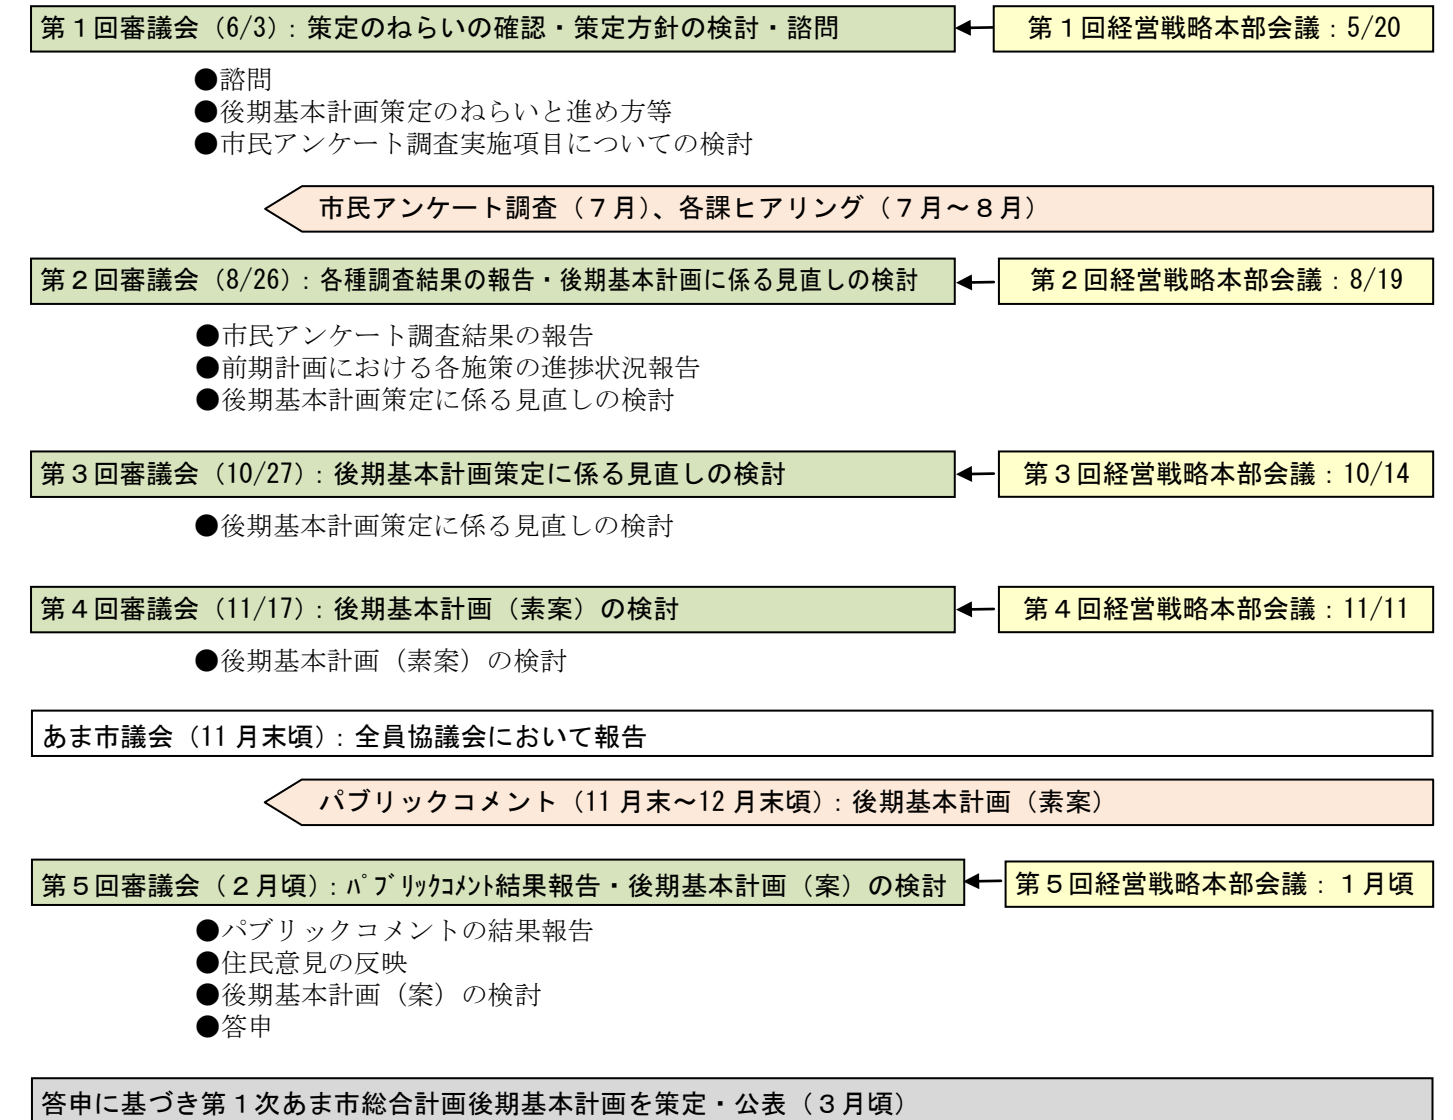 第１回審議会（6/3）：策定のねらいの確認・策定方針の検討・諮問
第１回経営戦略本部会議：5/20
●諮問
●後期基本計画策定のねらいと進め方等
●市民アンケート調査実施項目についての検討
市民アンケート調査（７月）、各課ヒアリング（７月～８月）
第２回審議会（8/26）：各種調査結果の報告・後期基本計画に係る見直しの検討
第２回経営戦略本部会議：8/19
●市民アンケート調査結果の報告
●前期計画における各施策の進捗状況報告
●後期基本計画策定に係る見直しの検討
第３回審議会（10/27）：後期基本計画策定に係る見直しの検討
第３回経営戦略本部会議：10/14
●後期基本計画策定に係る見直しの検討
第４回審議会（11/17）：後期基本計画（素案）の検討
第４回経営戦略本部会議：11/11
●後期基本計画（素案）の検討
あま市議会（11月末頃）：全員協議会において報告
パブリックコメント（11月末～12月末頃）：後期基本計画（素案）
第５回審議会（２月頃）：ﾊﾟﾌﾞﾘｯｸｺﾒﾝﾄ結果報告・後期基本計画（案）の検討
第５回経営戦略本部会議：１月頃
●パブリックコメントの結果報告
●住民意見の反映
●後期基本計画（案）の検討
●答申
答申に基づき第１次あま市総合計画後期基本計画を策定・公表（３月頃）